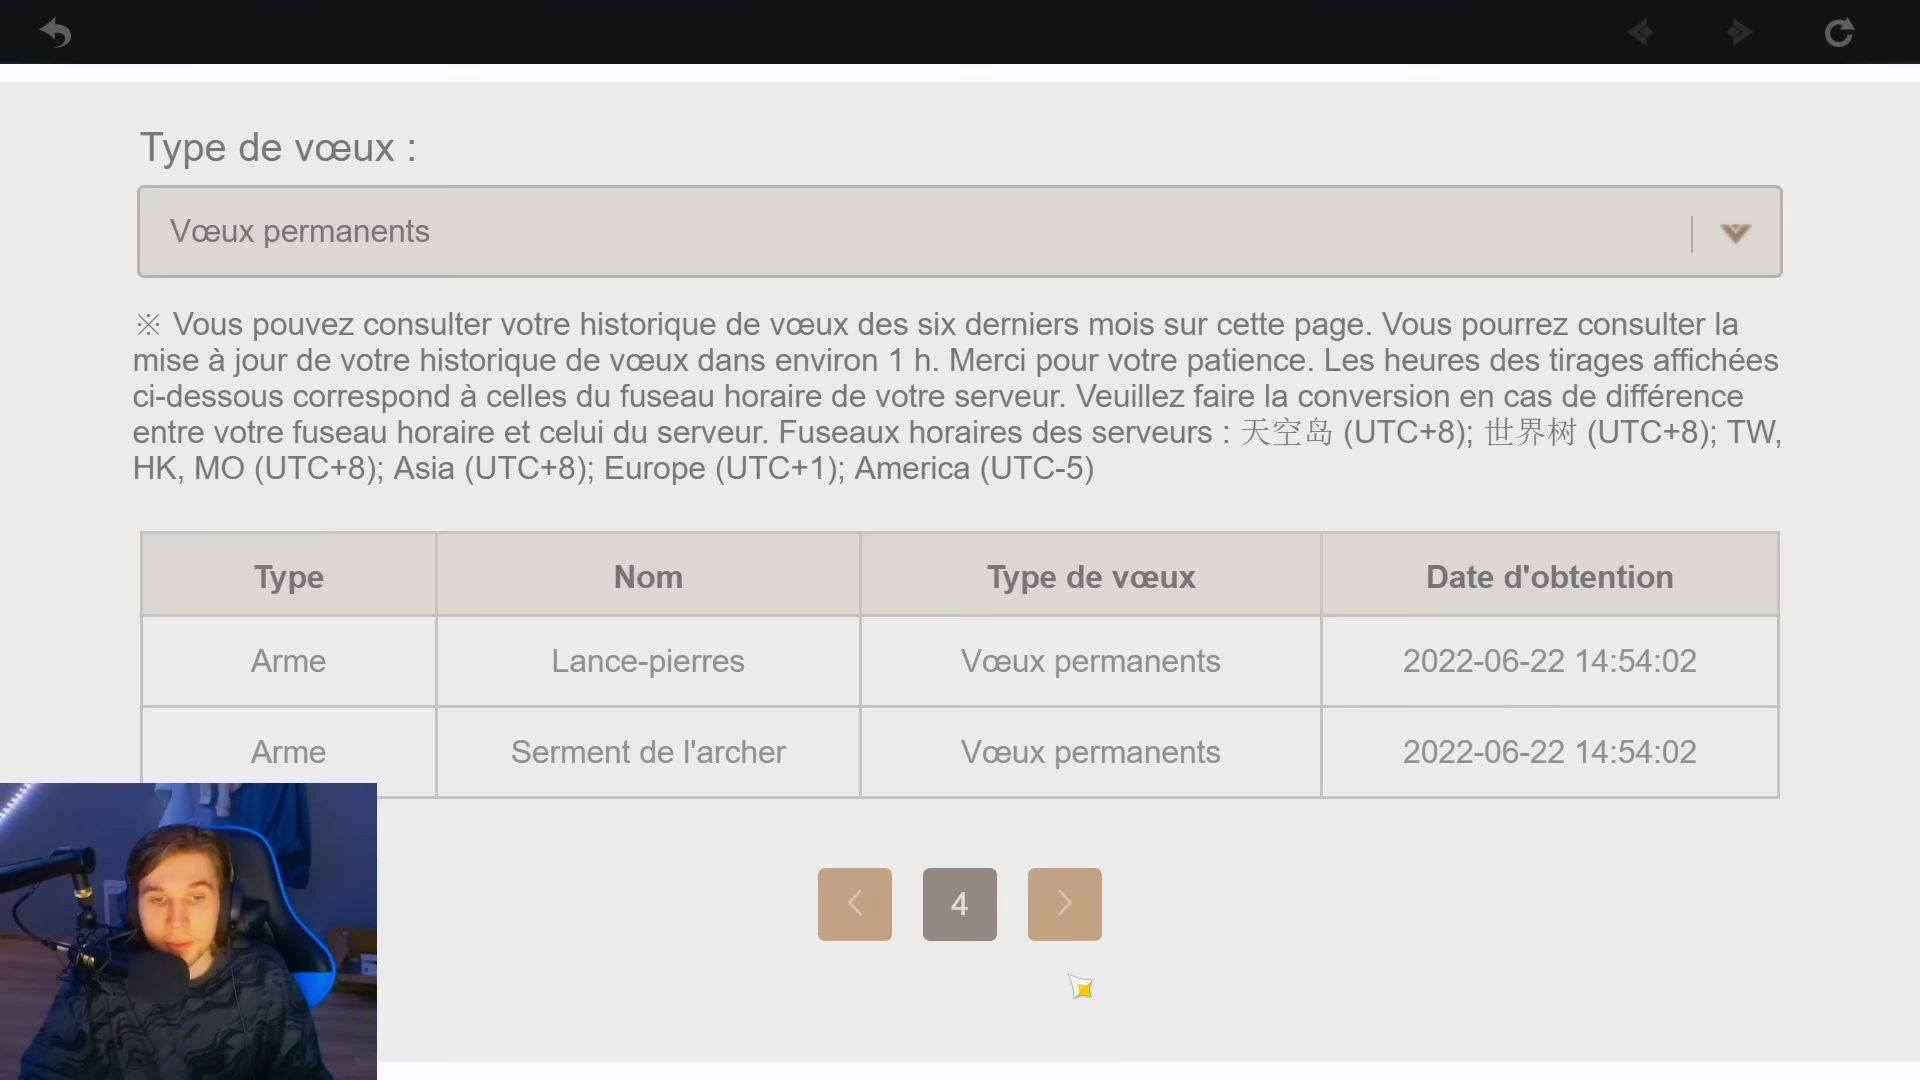 Type de vœux :
Vœux permanents
※ Vous pouvez consulter votre historique de vœux des six derniers mois sur cette page. Vous pourrez consulter la
mise à jour de votre historique de vœux dans environ 1 h. Merci pour votre patience. Les heures des tirages affichées
ci-dessous correspond à celles du fuseau horaire de votre serveur. Veuillez faire la conversion en cas de différence
entre votre fuseau horaire et celui du serveur. Fuseaux horaires des serveurs : 天空岛 (UTC+8); 世界树 (UTC+8); TW,
HK, MO (UTC+8); Asia (UTC+8); Europe (UTC+1); America (UTC-5)
Type Nom Type de vœux Date d'obtention
Arme Lance-pierres Vœux permanents 2022-06-22 14:54:02
Arme Serment de l'archer Vœux permanents 2022-06-22 14:54:02
4